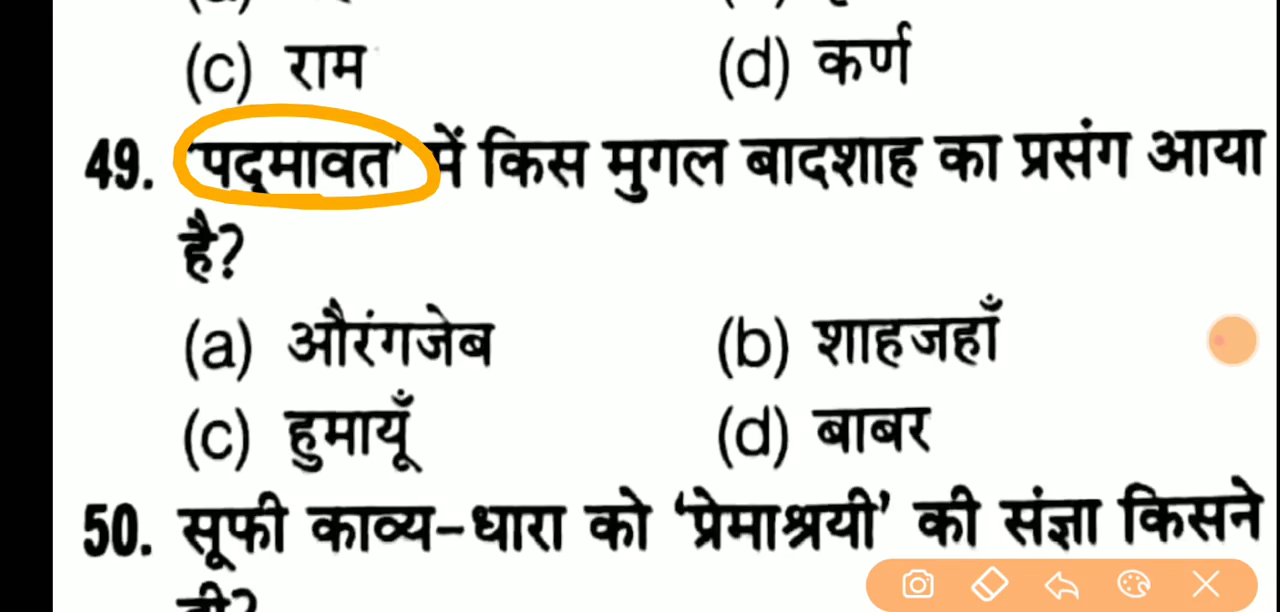 (c) राम (d) कर्ण
49. 'पद्मावत' में किस मुगल बादशाह का प्रसंग आया
है?
(a) औरंगजेब (b) शाहजहाँ
(c) हुमायूँ (d) बाबर
50. सूफी काव्य-धारा को 'प्रेमाश्रयी' की संज्ञा किसने